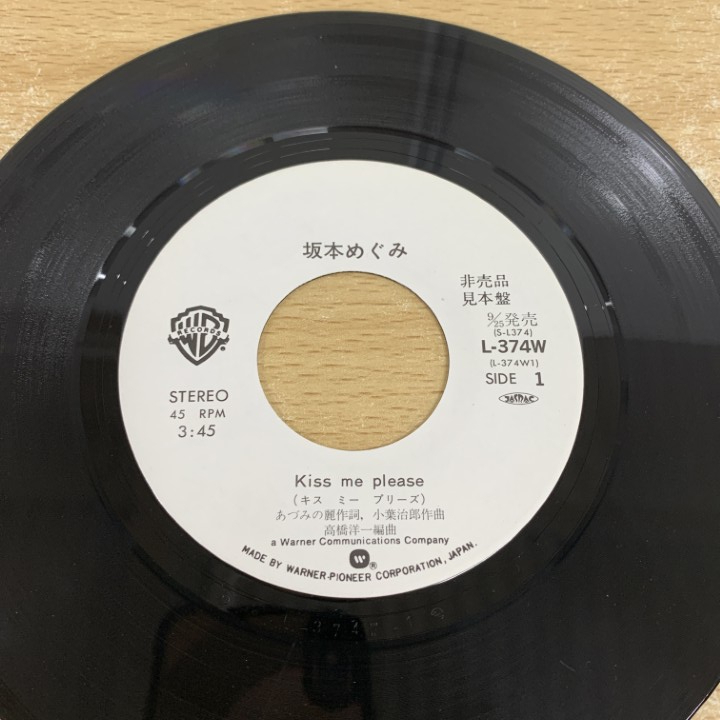 坂本めぐみ
非売品
見本盤
9/25発売
(S-L374)
L-374W
(L-374W1)
SIDE 1
WB
RECORDS
®
STEREO
45 RPM
3:45
Kiss me please
(キス ミー プリーズ)
あづみの麗作詞、小葉治郎作曲
高橋洋一編曲
a Warner Communications Company
®
MADE BY WARNER-PIONEER CORPORATION, JAPAN.